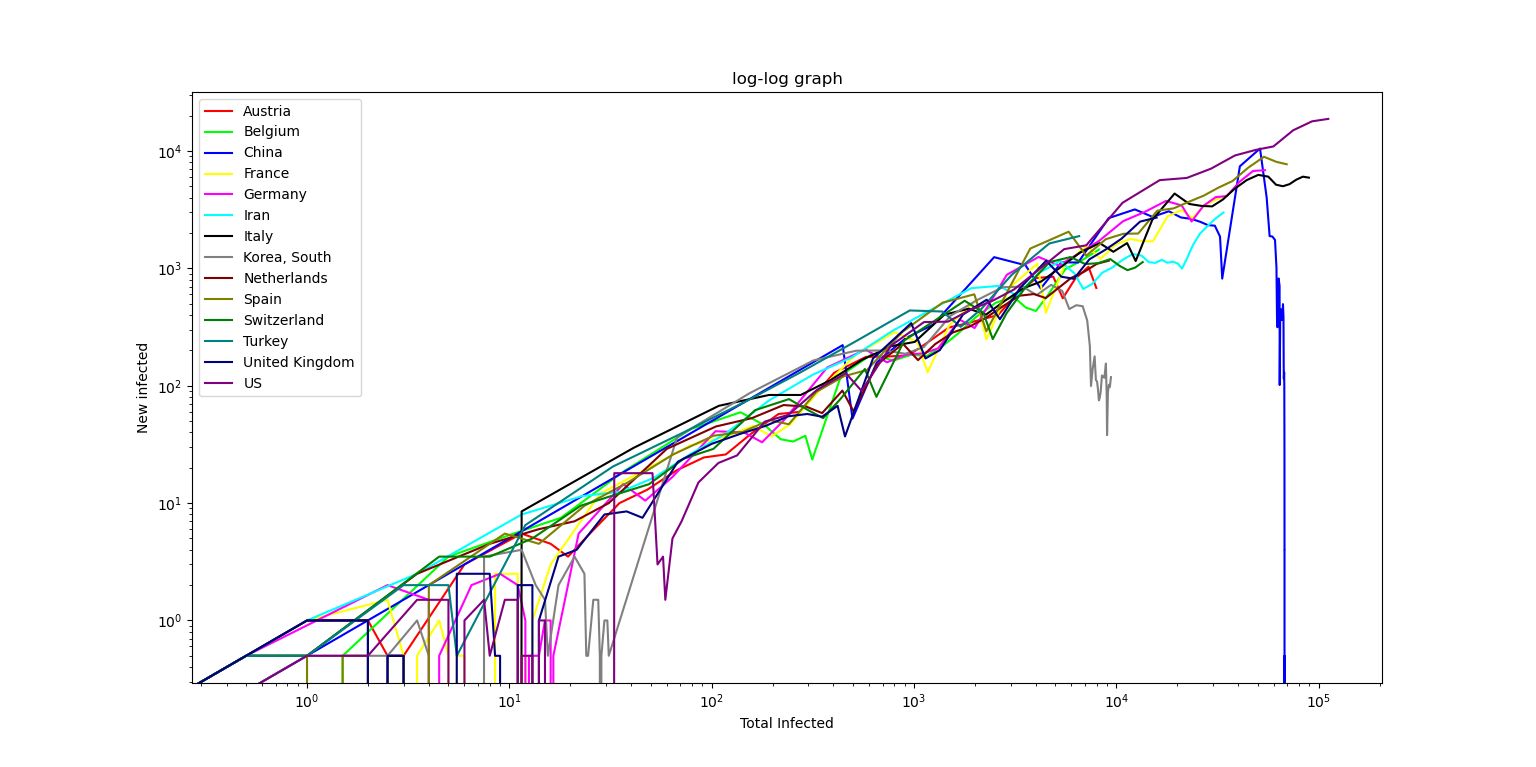 log-log graph
Austria
Belgium
China
France
Germany
Iran
Italy
Korea, South
Netherlands
Spain
Switzerland
Turkey
United Kingdom
US
10⁴
10³
10²
10¹
10⁰
New infected
10⁰ 10¹ 10² 10³ 10⁴ 10⁵
Total Infected